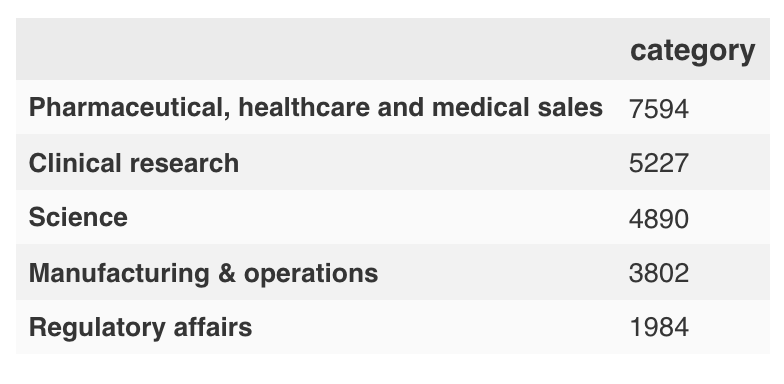 category
Pharmaceutical, healthcare and medical sales 7594
Clinical research 5227
Science 4890
Manufacturing & operations 3802
Regulatory affairs 1984